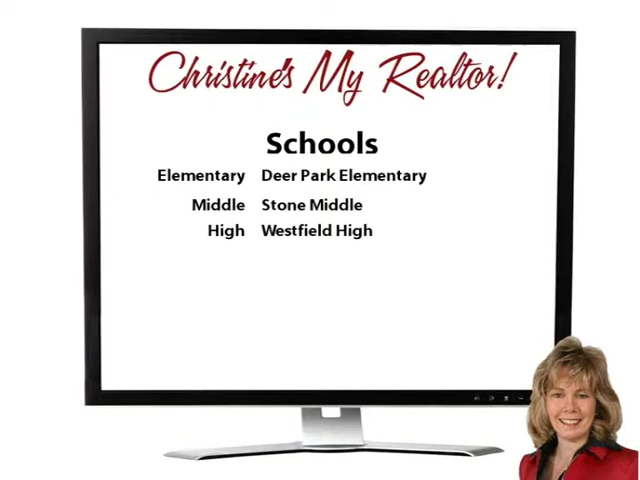 Christine's My Realtor!
Schools
Elementary Deer Park Elementary
Middle Stone Middle
High Westfield High